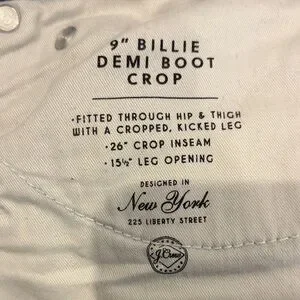 9" BILLIE
DEMI BOOT
CROP
•FITTED THROUGH HIP & THIGH
WITH A CROPPED, KICKED LEG
•26" CROP INSEAM
•15½" LEG OPENING
DESIGNED IN
New York
225 LIBERTY STREET
J.Crew